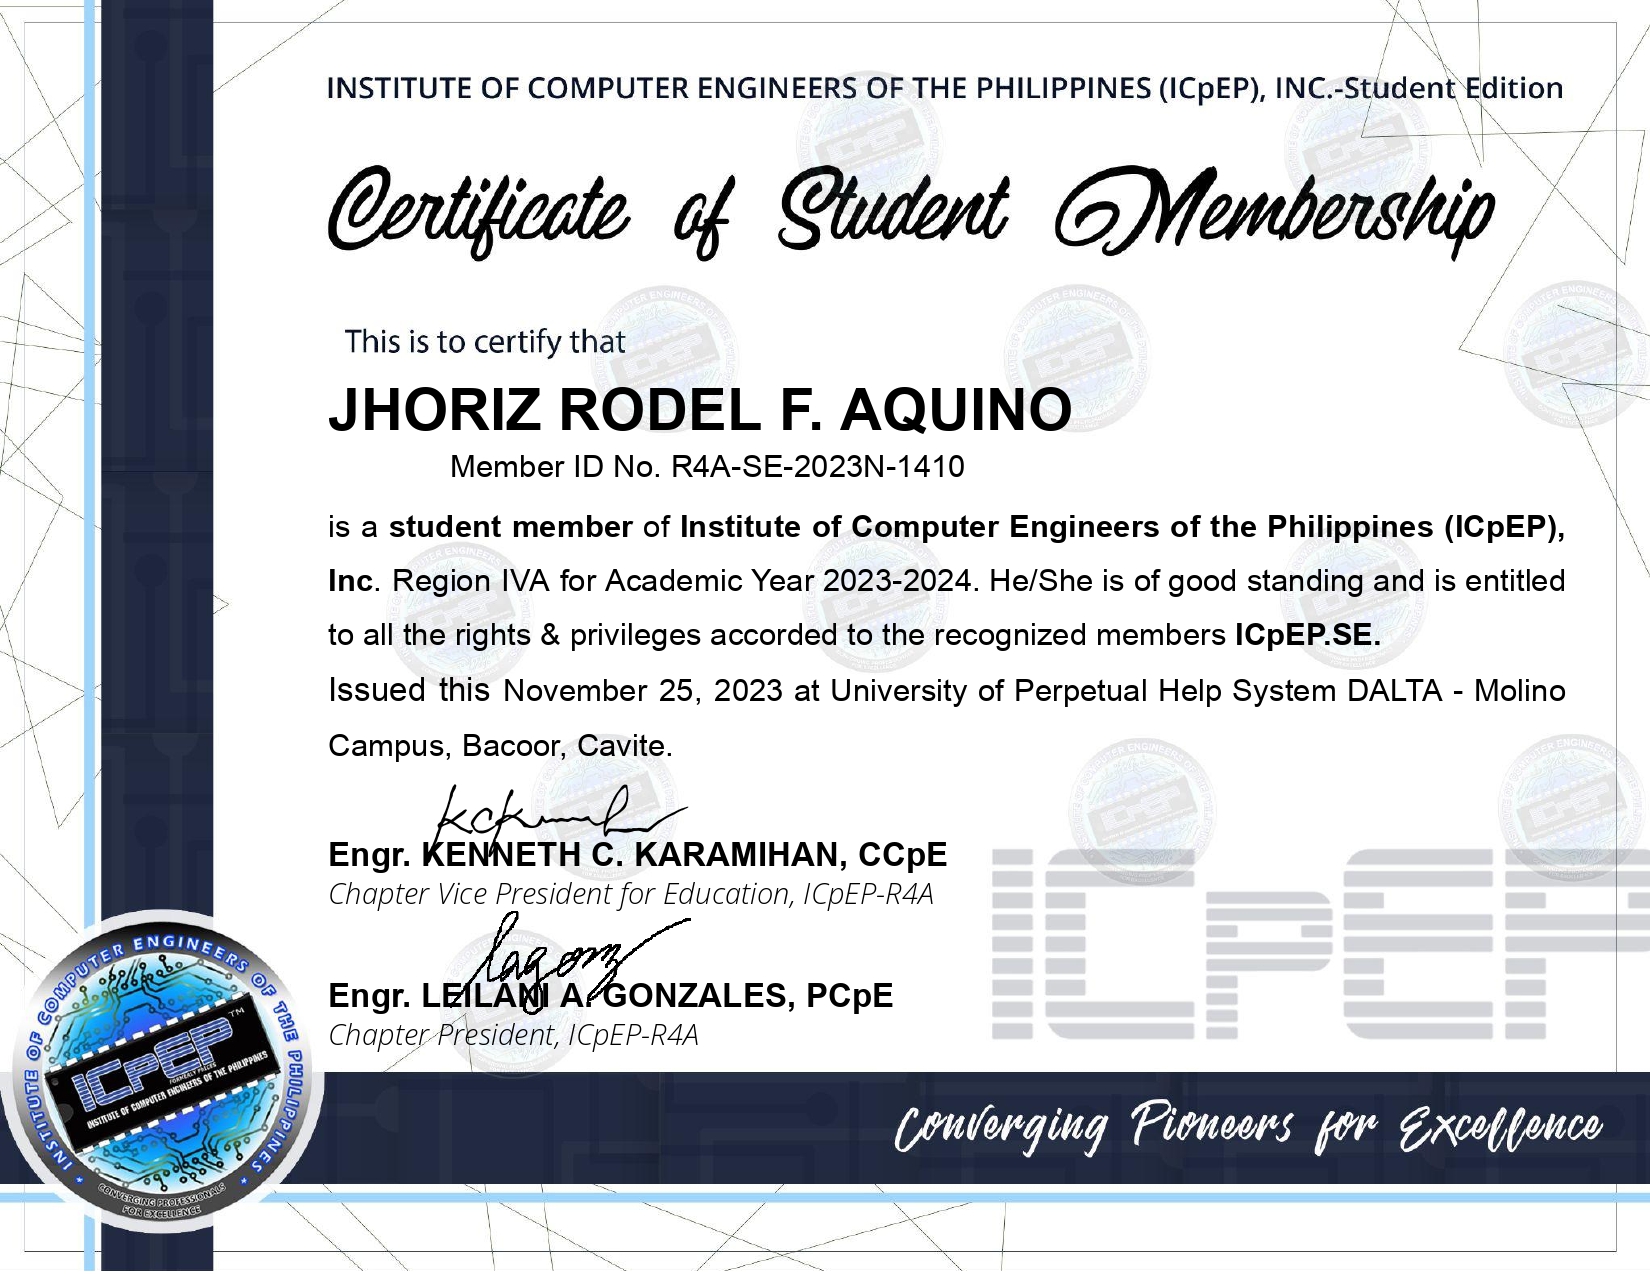 INSTITUTE OF COMPUTER ENGINEERS OF THE PHILIPPINES (ICpEP), INC.-Student Edition
Certificate of Student Membership
This is to certify that
JHORIZ RODEL F. AQUINO
Member ID No. R4A-SE-2023N-1410
is a student member of Institute of Computer Engineers of the Philippines (ICpEP),
Inc. Region IVA for Academic Year 2023-2024. He/She is of good standing and is entitled
to all the rights & privileges accorded to the recognized members ICpEP.SE.
Issued this November 25, 2023 at University of Perpetual Help System DALTA - Molino
Campus, Bacoor, Cavite.
Engr. KENNETH C. KARAMIHAN, CCpE
Chapter Vice President for Education, ICpEP-R4A
Engr. LEILANI A. GONZALES, PCpE
Chapter President, ICpEP-R4A
ICpEP
INSTITUTE OF COMPUTER ENGINEERS OF THE PHILIPPINES
ICpEP™
FORMERLY PHICES
INSTITUTE OF COMPUTER ENGINEERS OF THE PHILIPPINES
CONVERGING PROFESSIONALS
FOR EXCELLENCE
Converging Pioneers for Excellence